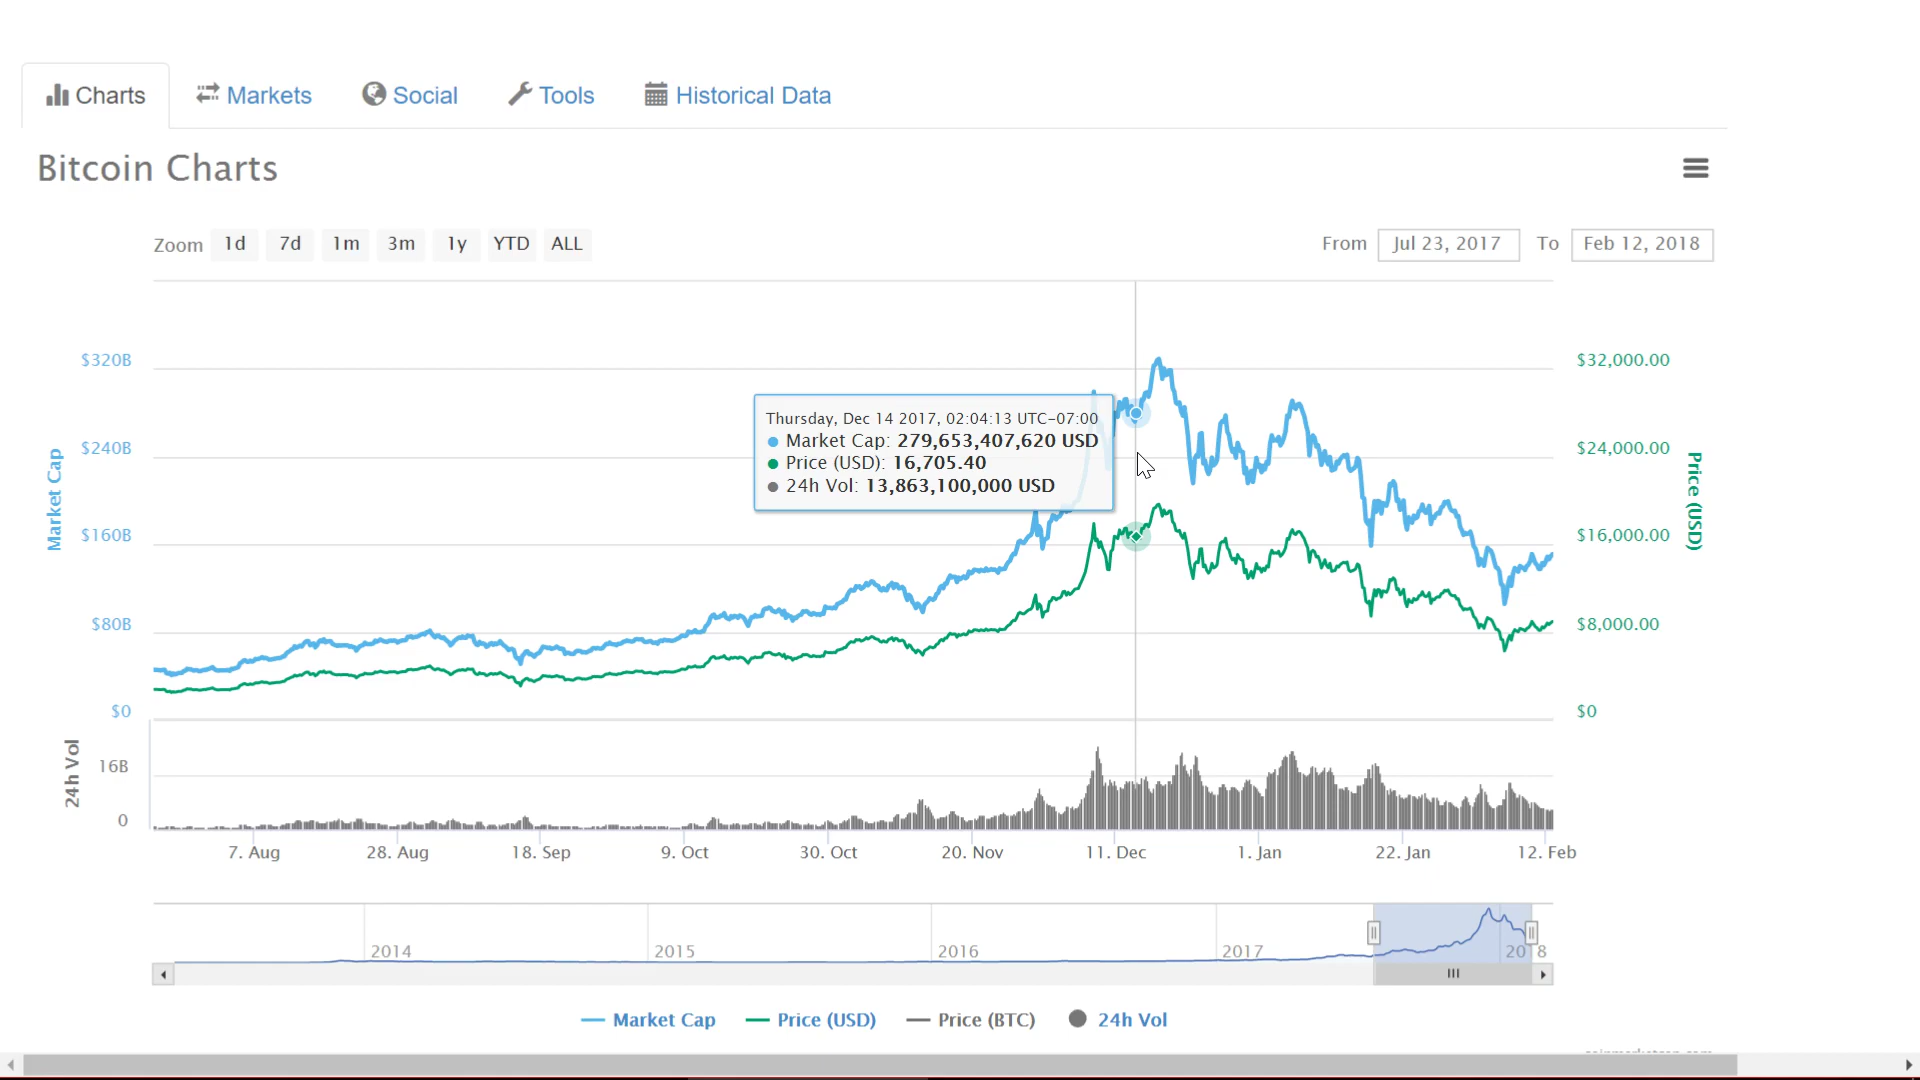 Charts Markets Social Tools Historical Data
Bitcoin Charts
Zoom 1d 7d 1m 3m 1y YTD ALL From Jul 23, 2017 To Feb 12, 2018
$320B $32,000.00
Thursday, Dec 14 2017, 02:04:13 UTC-07:00
Market Cap: 279,653,407,620 USD
Price (USD): 16,705.40
24h Vol: 13,863,100,000 USD
$240B $24,000.00
Market Cap
Price (USD)
$160B $16,000.00
$80B $8,000.00
$0 $0
24h Vol
16B
0
7. Aug 28. Aug 18. Sep 9. Oct 30. Oct 20. Nov 11. Dec 1. Jan 22. Jan 12. Feb
2014 2015 2016 2017 2018
Market Cap Price (USD) Price (BTC) 24h Vol